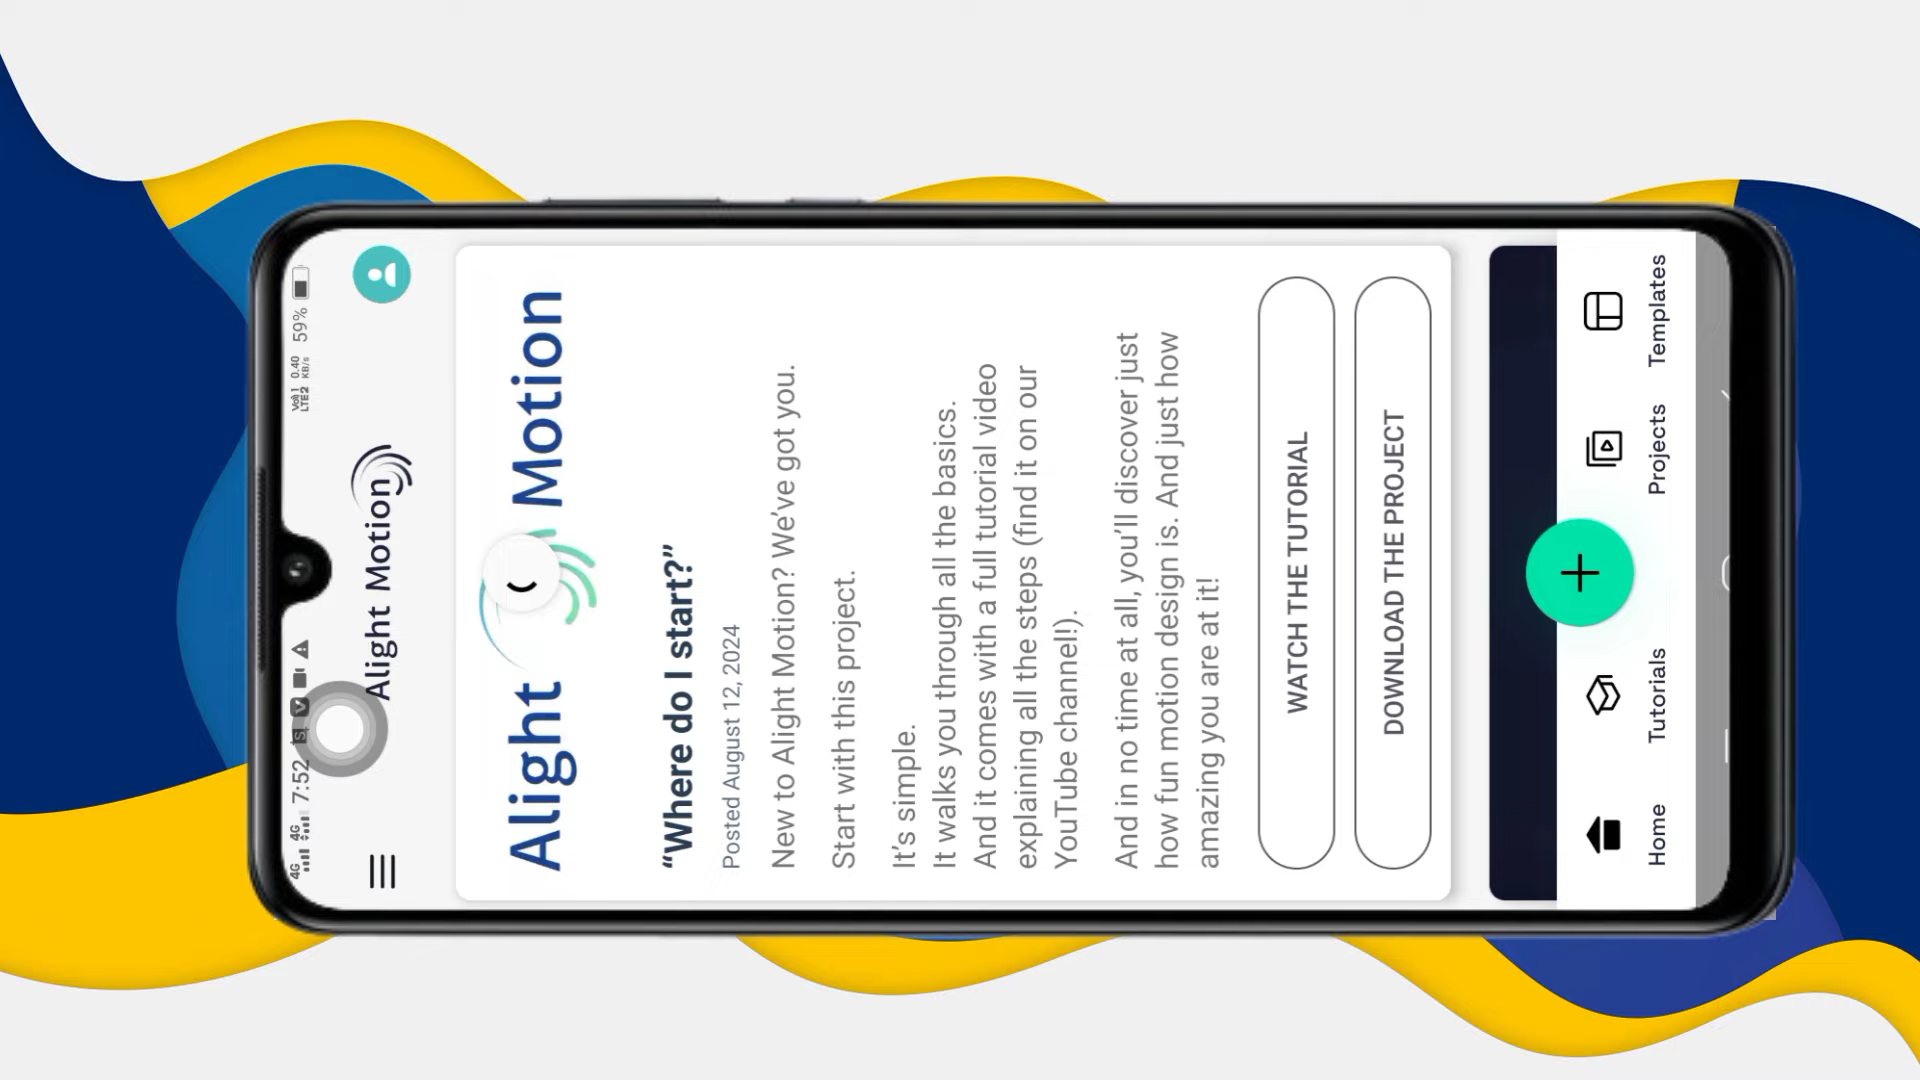 7:52
59%
Alight Motion
Alight Motion
“Where do I start?”
Posted August 12, 2024
New to Alight Motion? We’ve got you.
Start with this project.
It’s simple.
It walks you through all the basics.
And it comes with a full tutorial video
explaining all the steps (find it on our
YouTube channel!).
And in no time at all, you’ll discover just
how fun motion design is. And just how
amazing you are at it!
WATCH THE TUTORIAL
DOWNLOAD THE PROJECT
Home
Tutorials
Projects
Templates